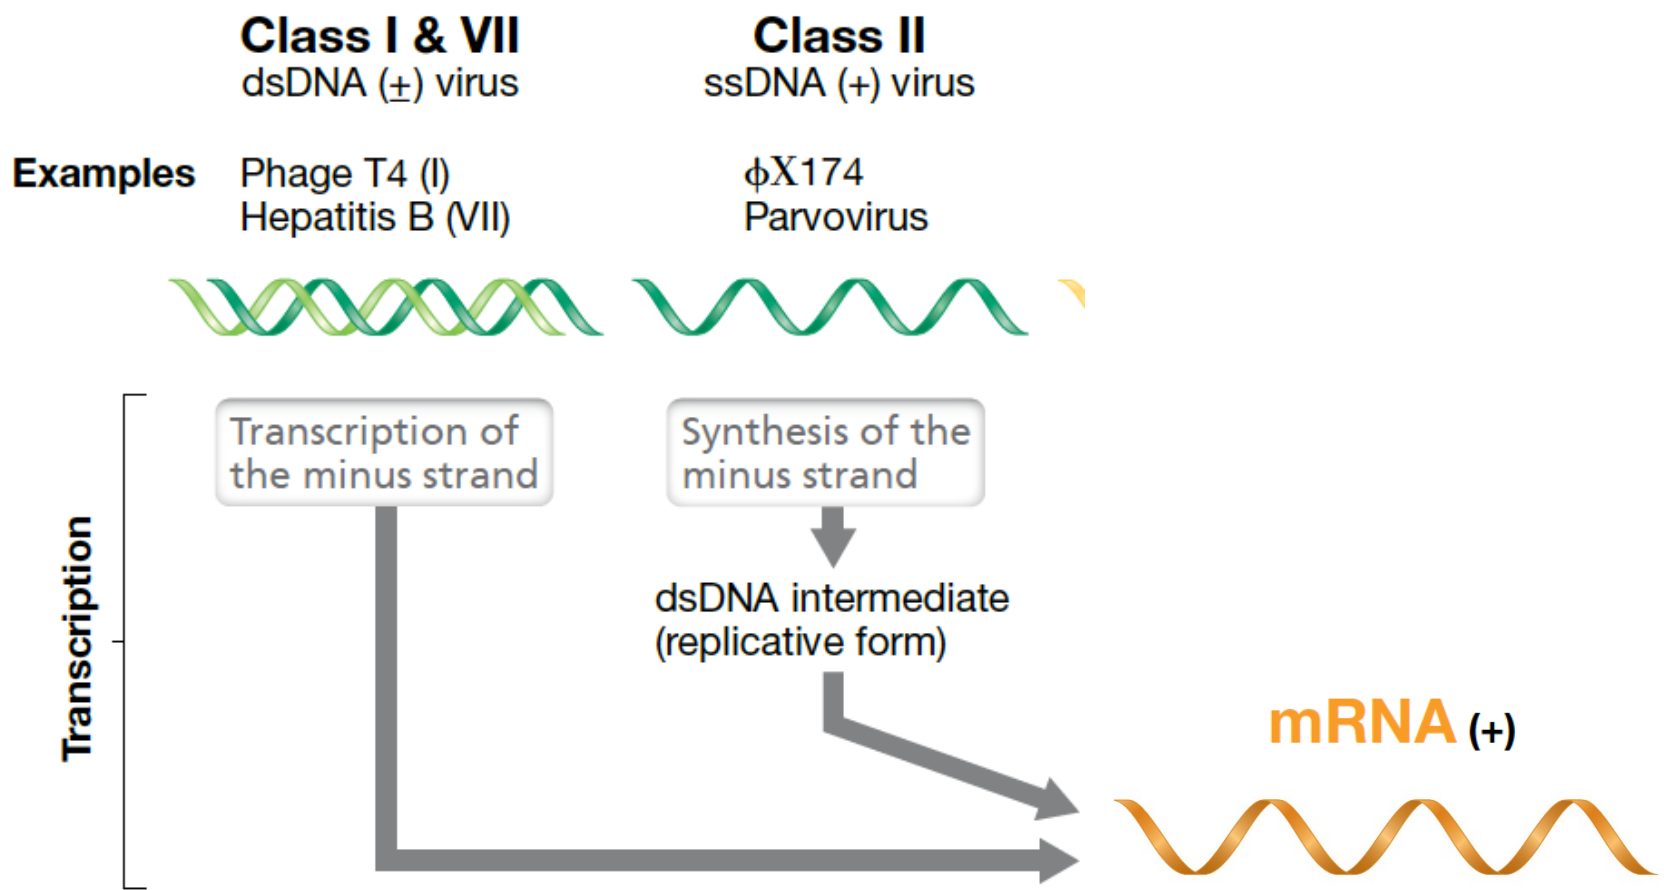 Class I & VII
dsDNA (±) virus
Class II
ssDNA (+) virus
Examples
Phage T4 (I)
Hepatitis B (VII)
ϕX174
Parvovirus
Transcription
Transcription of
the minus strand
Synthesis of the
minus strand
dsDNA intermediate
(replicative form)
mRNA (+)